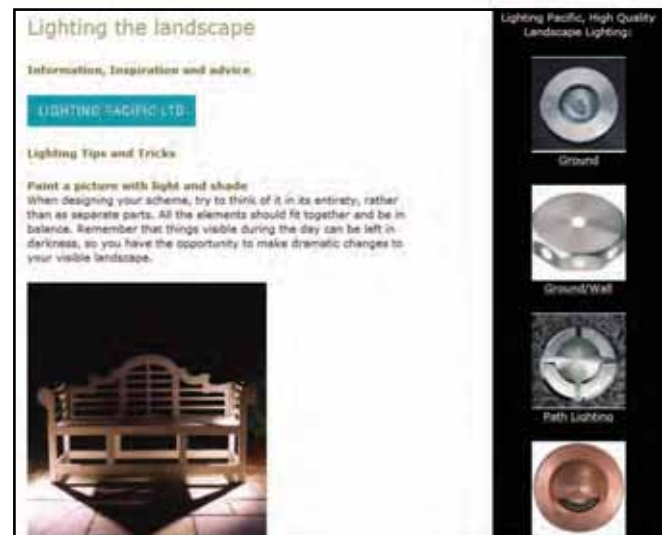 Lighting the landscape
Information, Inspiration and advice.
LIGHTING PACIFIC LTD
Lighting Tips and Tricks
Paint a picture with light and shade
When designing your scheme, try to think of it in its entirety, rather
than as separate parts. All the elements should fit together and be in
balance. Remember that things visible during the day can be left in
darkness, so you have the opportunity to make dramatic changes to
your visible landscape.
Lighting Pacific, High Quality
Landscape Lighting:
Ground
Ground/Wall
Path Lighting